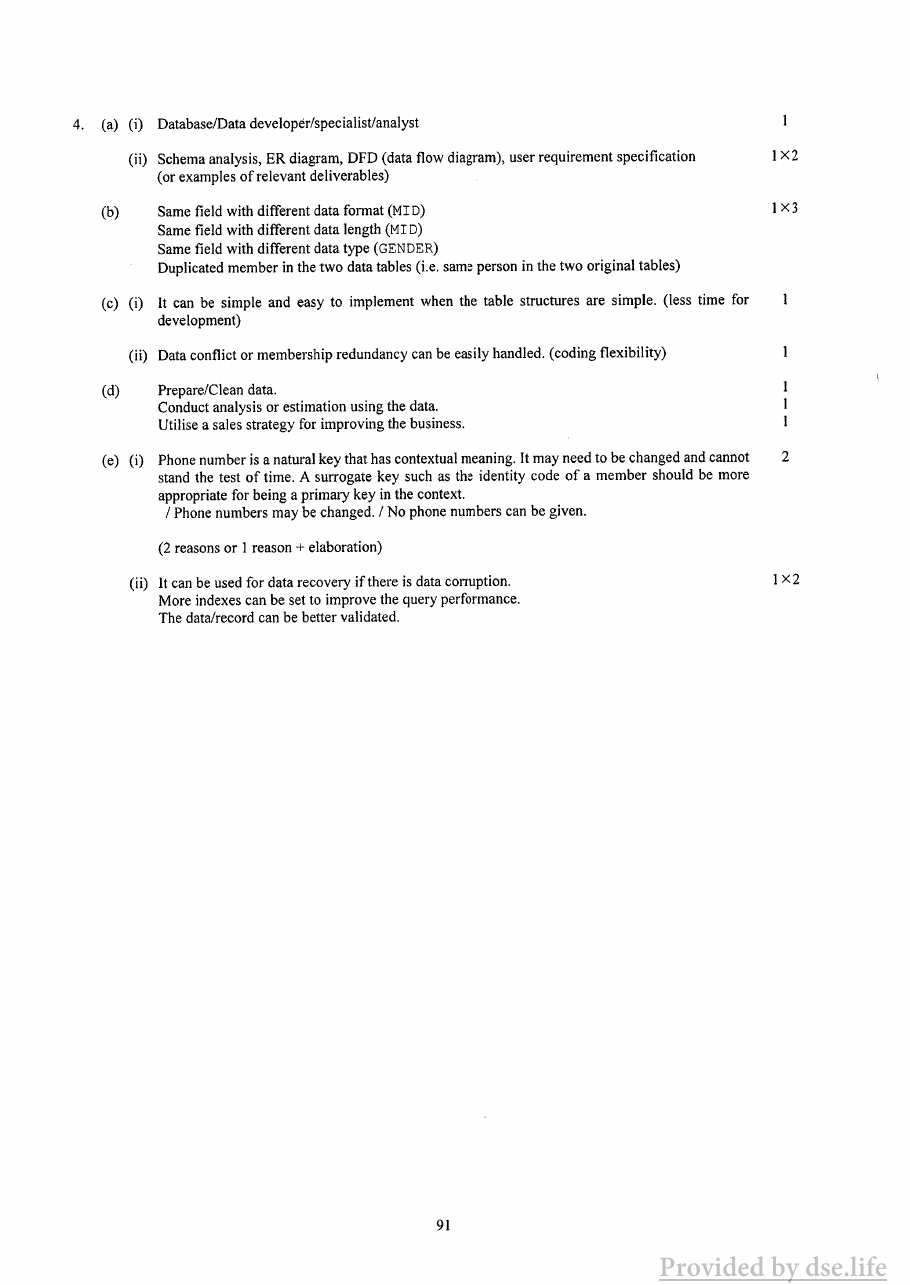 4. (a) (i) Database/Data developer/specialist/analyst 1
(ii) Schema analysis, ER diagram, DFD (data flow diagram), user requirement specification 1×2
(or examples of relevant deliverables)
(b) Same field with different data format (MID) 1×3
Same field with different data length (MID)
Same field with different data type (GENDER)
Duplicated member in the two data tables (i.e. same person in the two original tables)
(c) (i) It can be simple and easy to implement when the table structures are simple. (less time for 1
development)
(ii) Data conflict or membership redundancy can be easily handled. (coding flexibility) 1
(d) Prepare/Clean data. 1
Conduct analysis or estimation using the data. 1
Utilise a sales strategy for improving the business. 1
(e) (i) Phone number is a natural key that has contextual meaning. It may need to be changed and cannot 2
stand the test of time. A surrogate key such as the identity code of a member should be more
appropriate for being a primary key in the context.
/ Phone numbers may be changed. / No phone numbers can be given.
(2 reasons or 1 reason + elaboration)
(ii) It can be used for data recovery if there is data corruption. 1×2
More indexes can be set to improve the query performance.
The data/record can be better validated.
91
Provided by dse.life